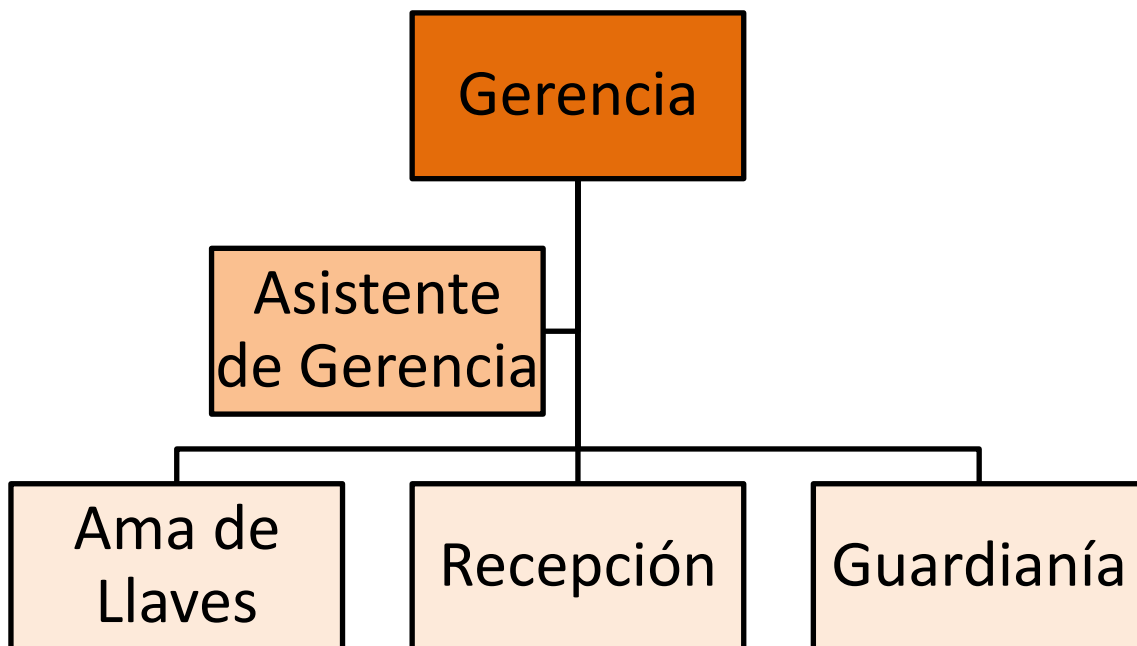 Gerencia
Asistente
de Gerencia
Ama de
Llaves
Recepción
Guardianía